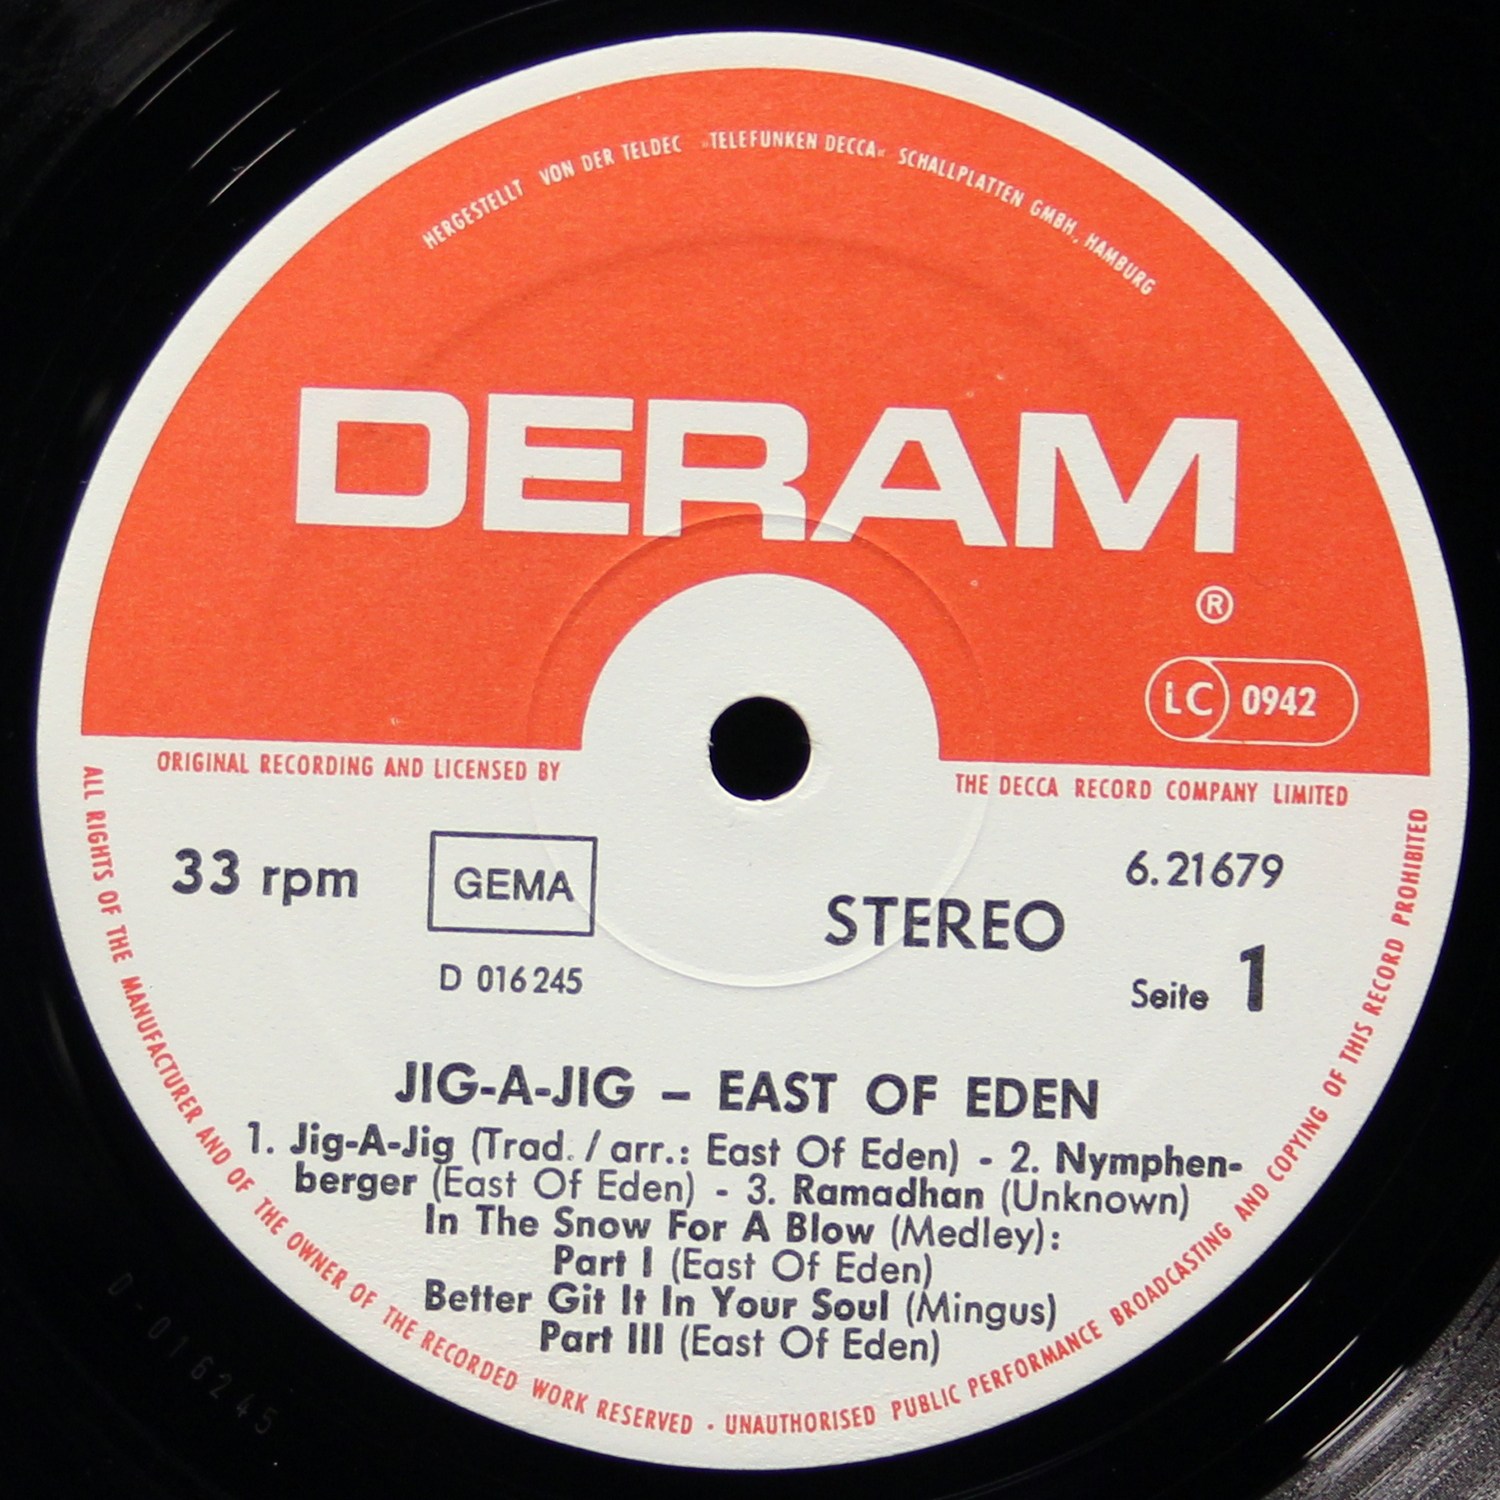 HERGESTELLT VON DER TELDEC »TELEFUNKEN DECCA« SCHALLPLATTEN GMBH., HAMBURG
DERAM
®
LC 0942
ORIGINAL RECORDING AND LICENSED BY THE DECCA RECORD COMPANY LIMITED
33 rpm
GEMA
D 016 245
STEREO
6.21679
Seite 1
JIG-A-JIG – EAST OF EDEN
1. Jig-A-Jig (Trad. / arr.: East Of Eden) - 2. Nymphen-
berger (East Of Eden) - 3. Ramadhan (Unknown)
In The Snow For A Blow (Medley):
Part I (East Of Eden)
Better Git It In Your Soul (Mingus)
Part III (East Of Eden)
ALL RIGHTS OF THE MANUFACTURER AND OF THE OWNER OF THE RECORDED WORK RESERVED · UNAUTHORISED PUBLIC PERFORMANCE BROADCASTING AND COPYING OF THIS RECORD PROHIBITED
D-016245